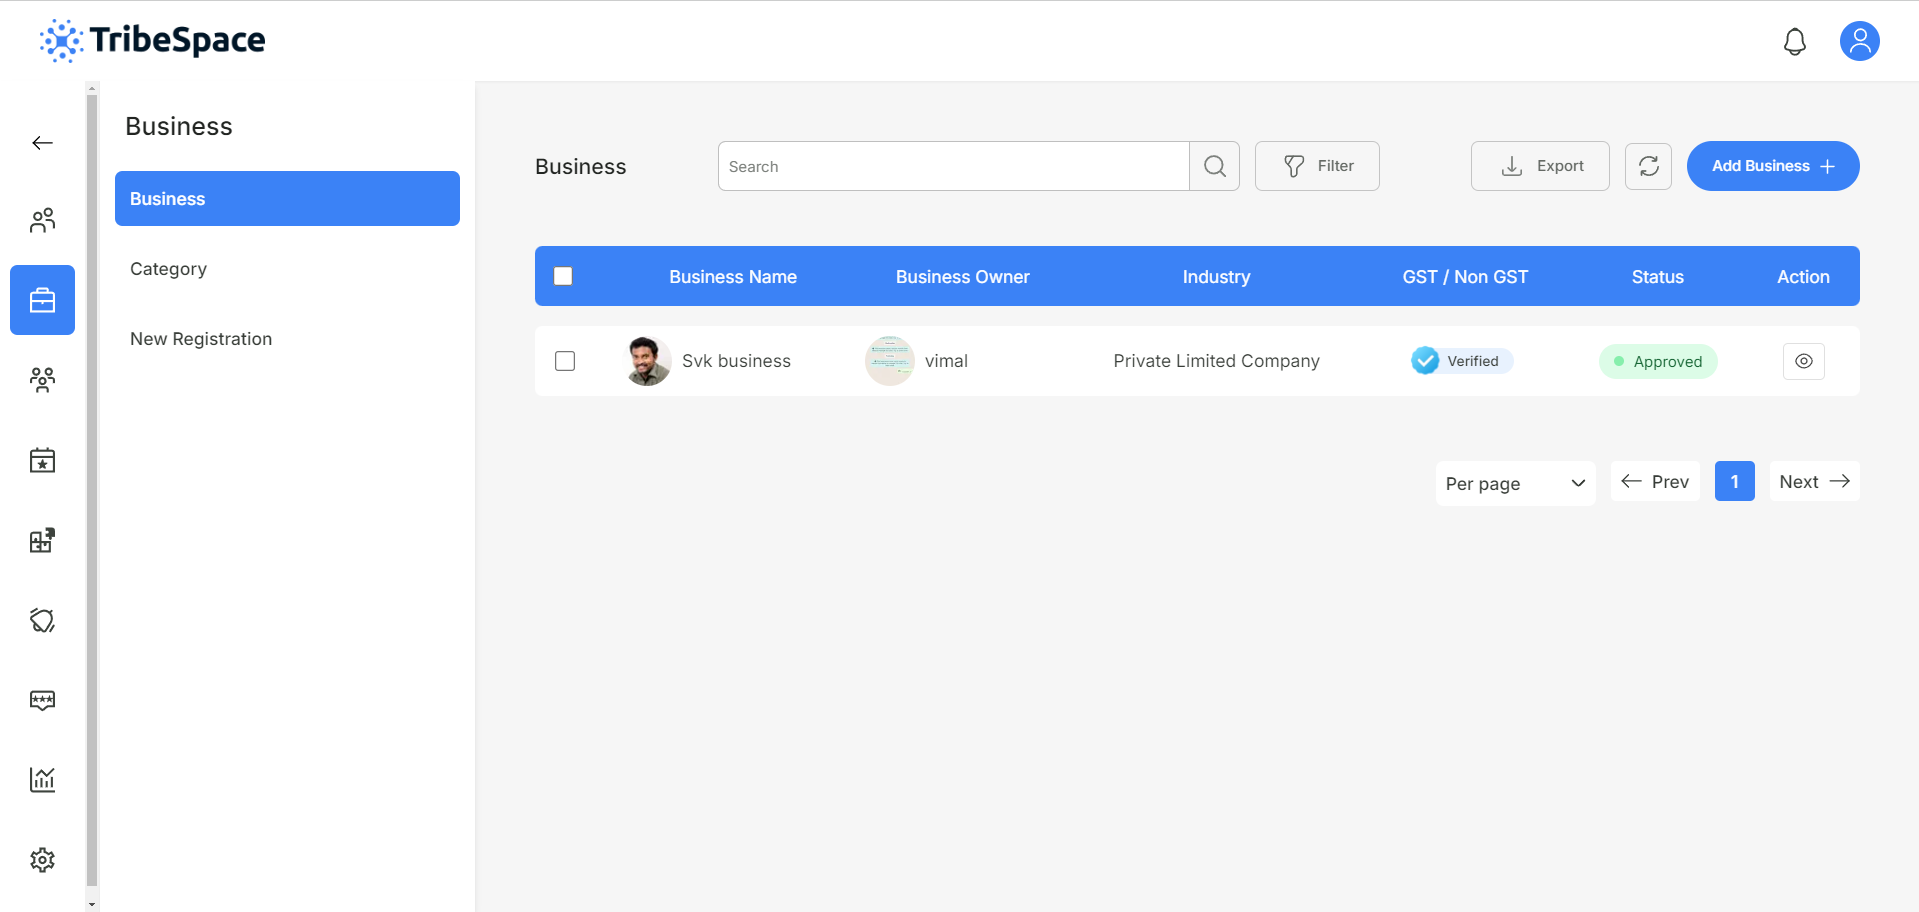 TribeSpace
Business
Business
Category
New Registration
Business
Search
Filter
Export
Add Business
Business Name
Business Owner
Industry
GST / Non GST
Status
Action
Svk business
vimal
Private Limited Company
Verified
Approved
Per page
Prev
1
Next